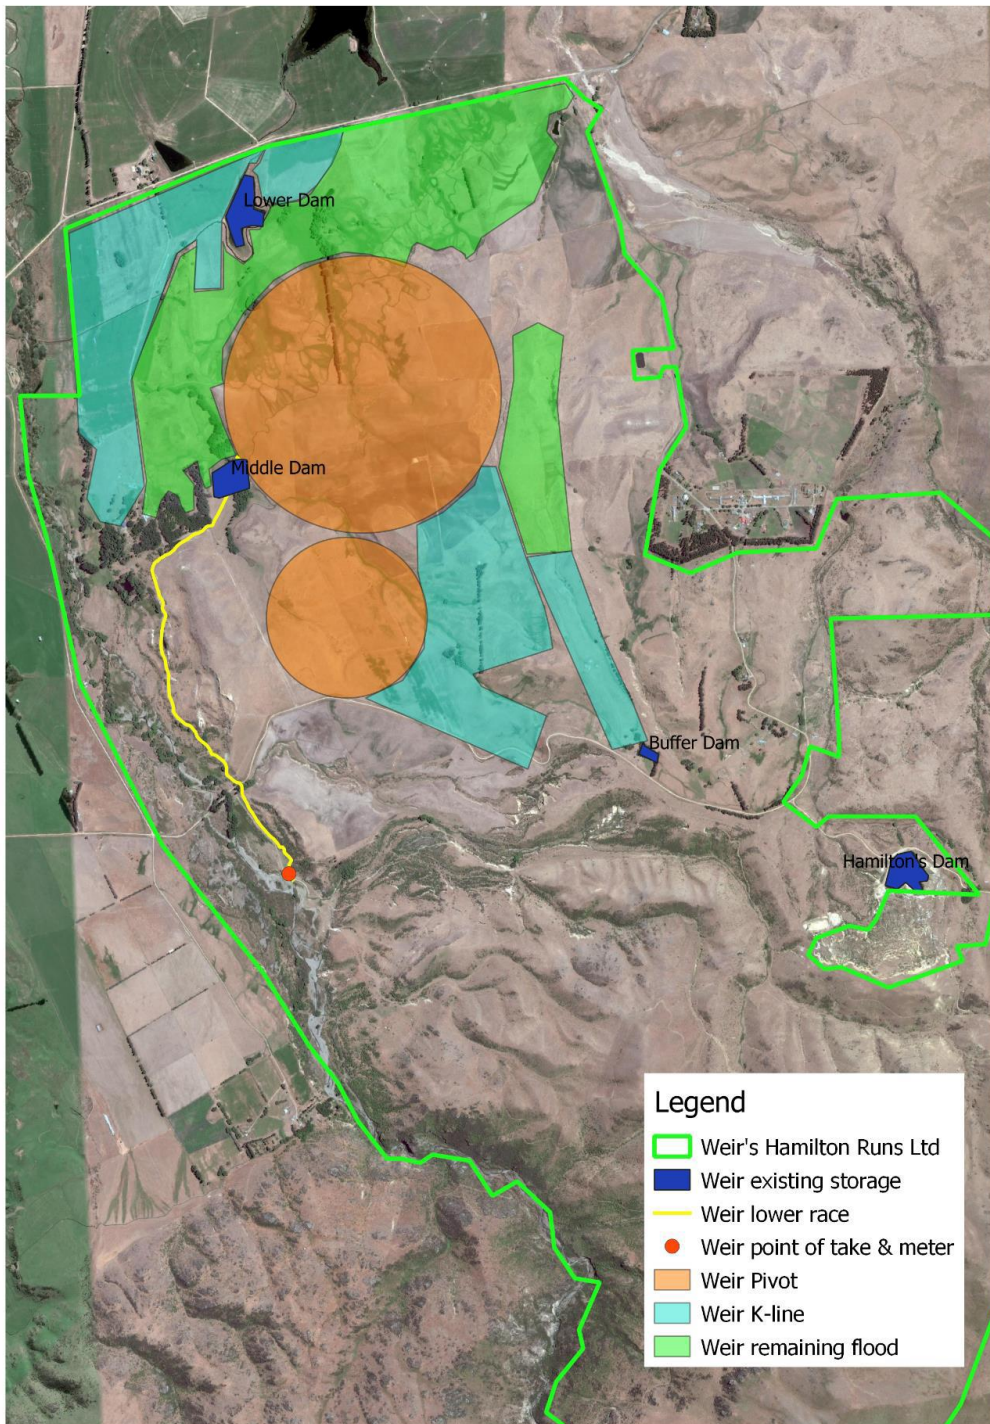 Lower Dam
Middle Dam
Buffer Dam
Hamilton's Dam
Legend
Weir's Hamilton Runs Ltd
Weir existing storage
Weir lower race
Weir point of take & meter
Weir Pivot
Weir K-line
Weir remaining flood